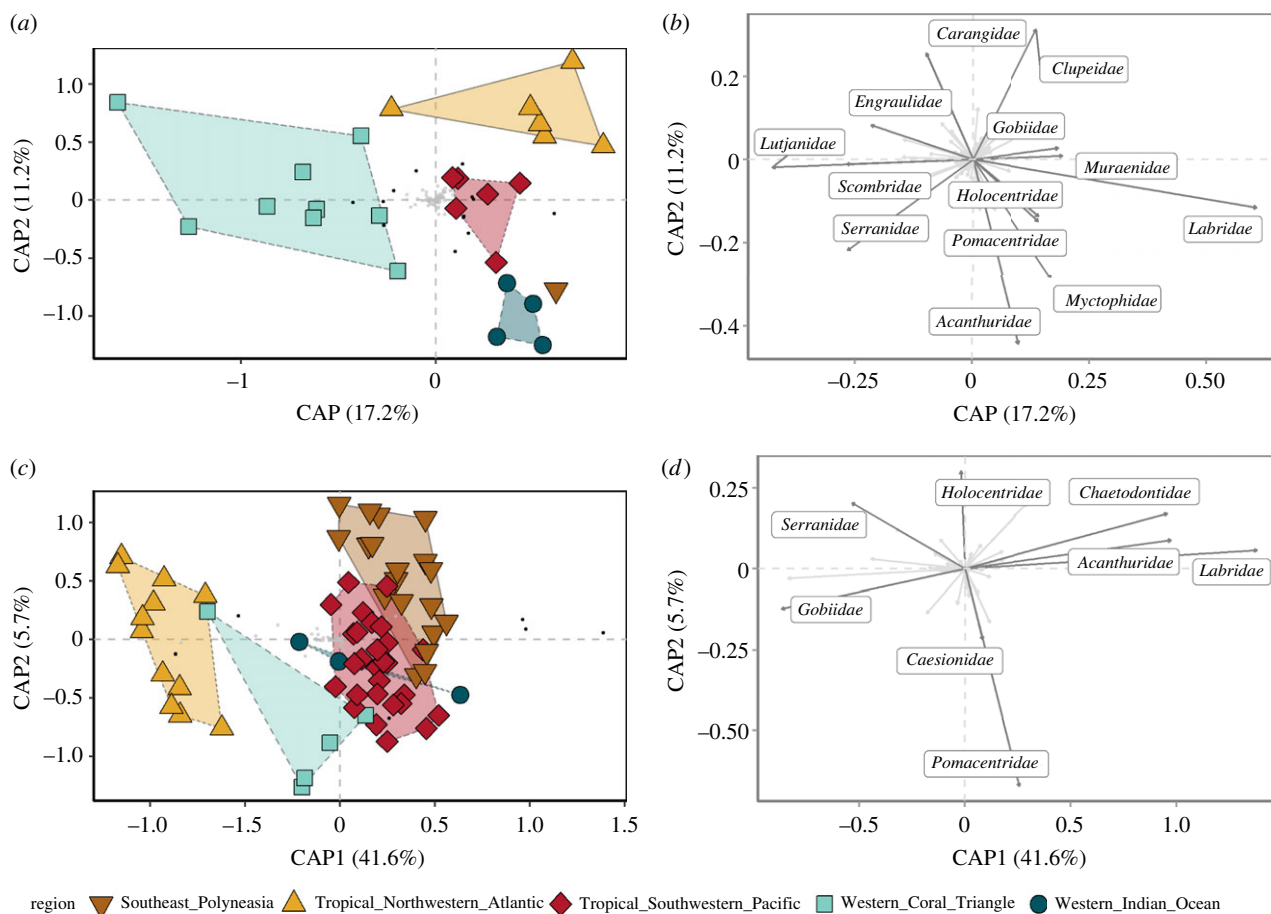 (a)
1.0
0.5
0
−0.5
−1.0
CAP2 (11.2%)
−1
0
CAP (17.2%)
(b)
0.2
0
−0.2
−0.4
CAP2 (11.2%)
Carangidae
Clupeidae
Engraulidae
Gobiidae
Lutjanidae
Muraenidae
Scombridae
Holocentridae
Serranidae
Labridae
Pomacentridae
Myctophidae
Acanthuridae
−0.25
0
0.25
0.50
CAP (17.2%)
(c)
1.0
0.5
0
−0.5
−1.0
CAP2 (5.7%)
−1.0
−1.5
0
0.5
1.0
1.5
CAP1 (41.6%)
(d)
0.25
0
−0.25
−0.50
CAP2 (5.7%)
Holocentridae
Chaetodontidae
Serranidae
Acanthuridae
Labridae
Gobiidae
Caesionidae
Pomacentridae
−0.5
0
0.5
1.0
CAP1 (41.6%)
region Southeast_Polyneasia Tropical_Northwestern_Atlantic Tropical_Southwestern_Pacific Western_Coral_Triangle Western_Indian_Ocean